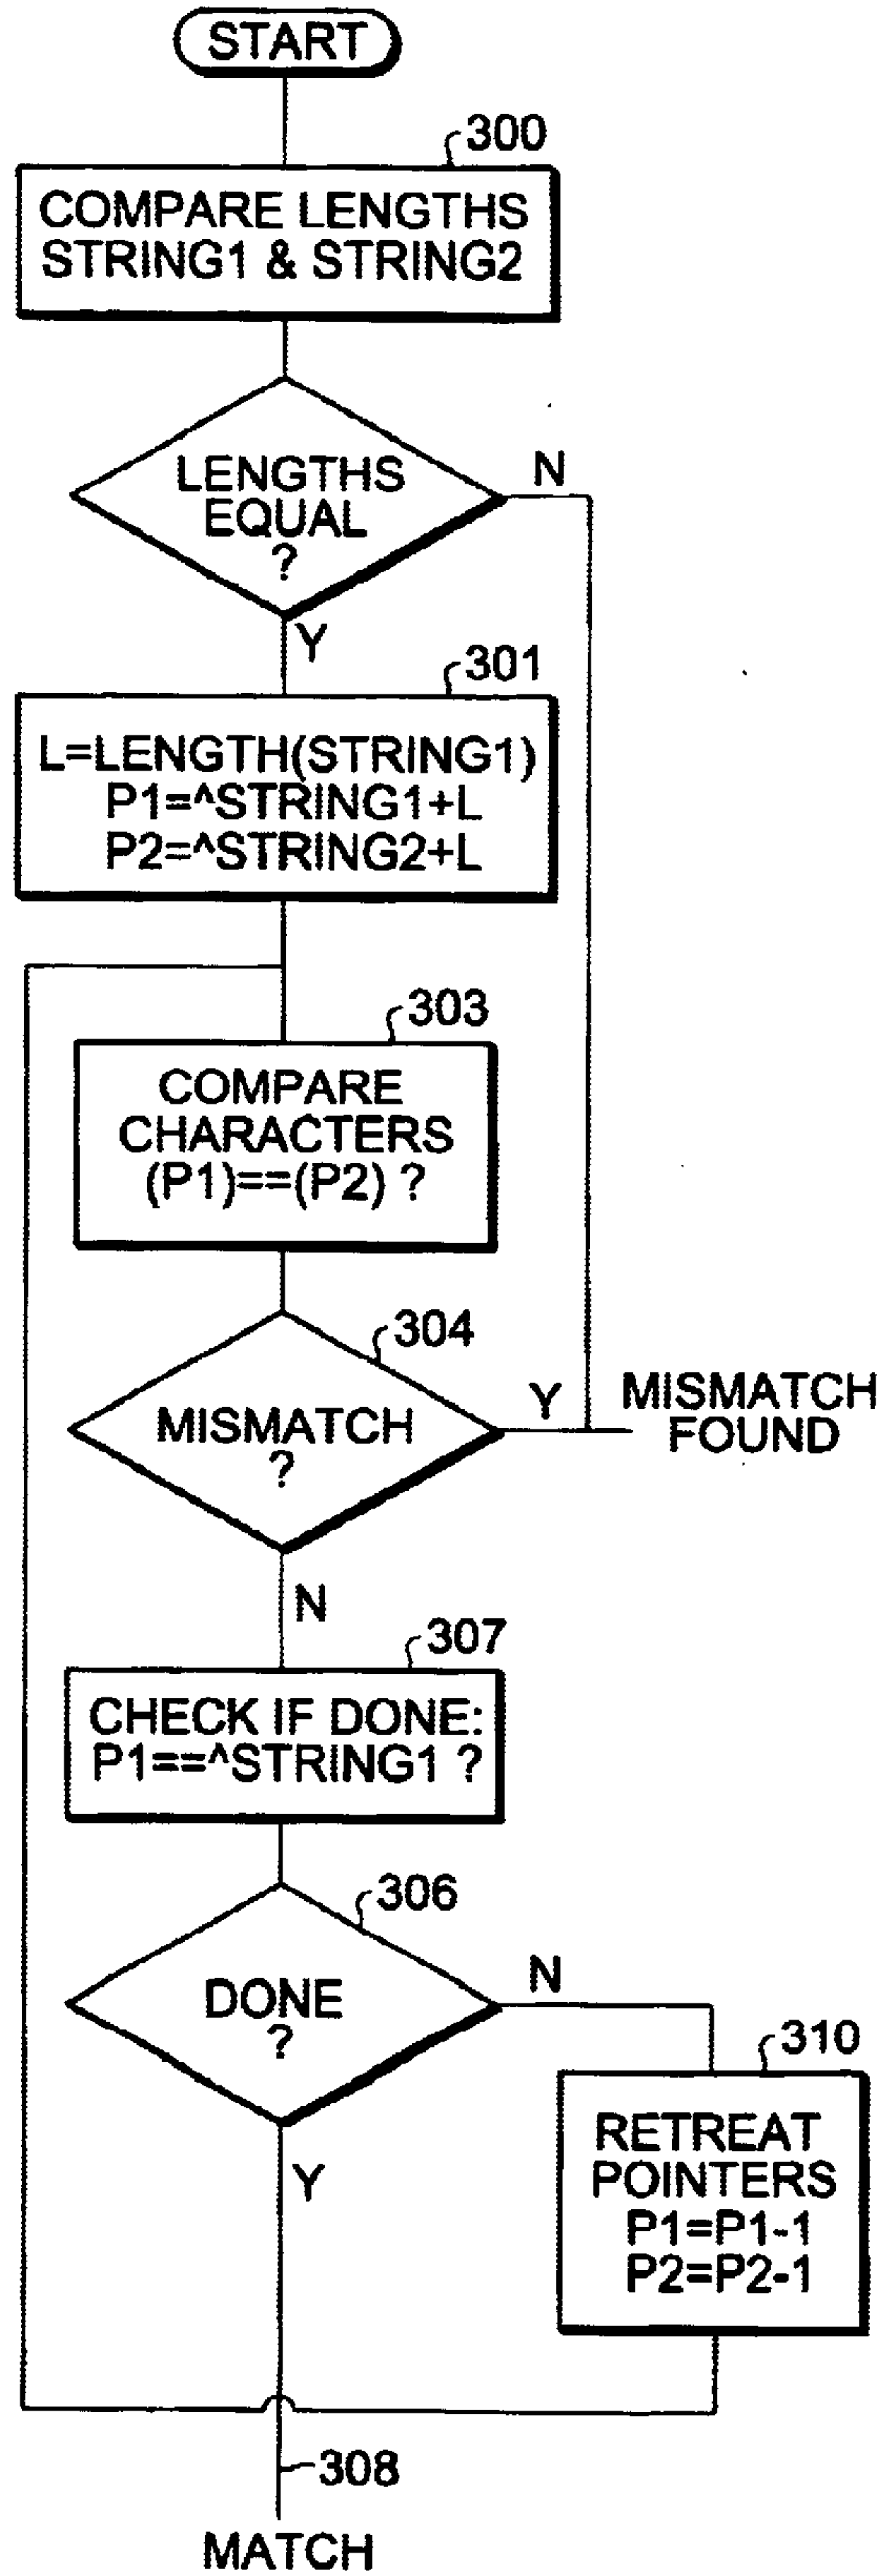 START
300
COMPARE LENGTHS
STRING1 & STRING2
LENGTHS
EQUAL
?
N
Y
301
L=LENGTH(STRING1)
P1=^STRING1+L
P2=^STRING2+L
303
COMPARE
CHARACTERS
(P1)==(P2) ?
304
MISMATCH
?
Y
MISMATCH
FOUND
N
307
CHECK IF DONE:
P1==^STRING1 ?
306
DONE
?
N
310
RETREAT
POINTERS
P1=P1-1
P2=P2-1
Y
308
MATCH